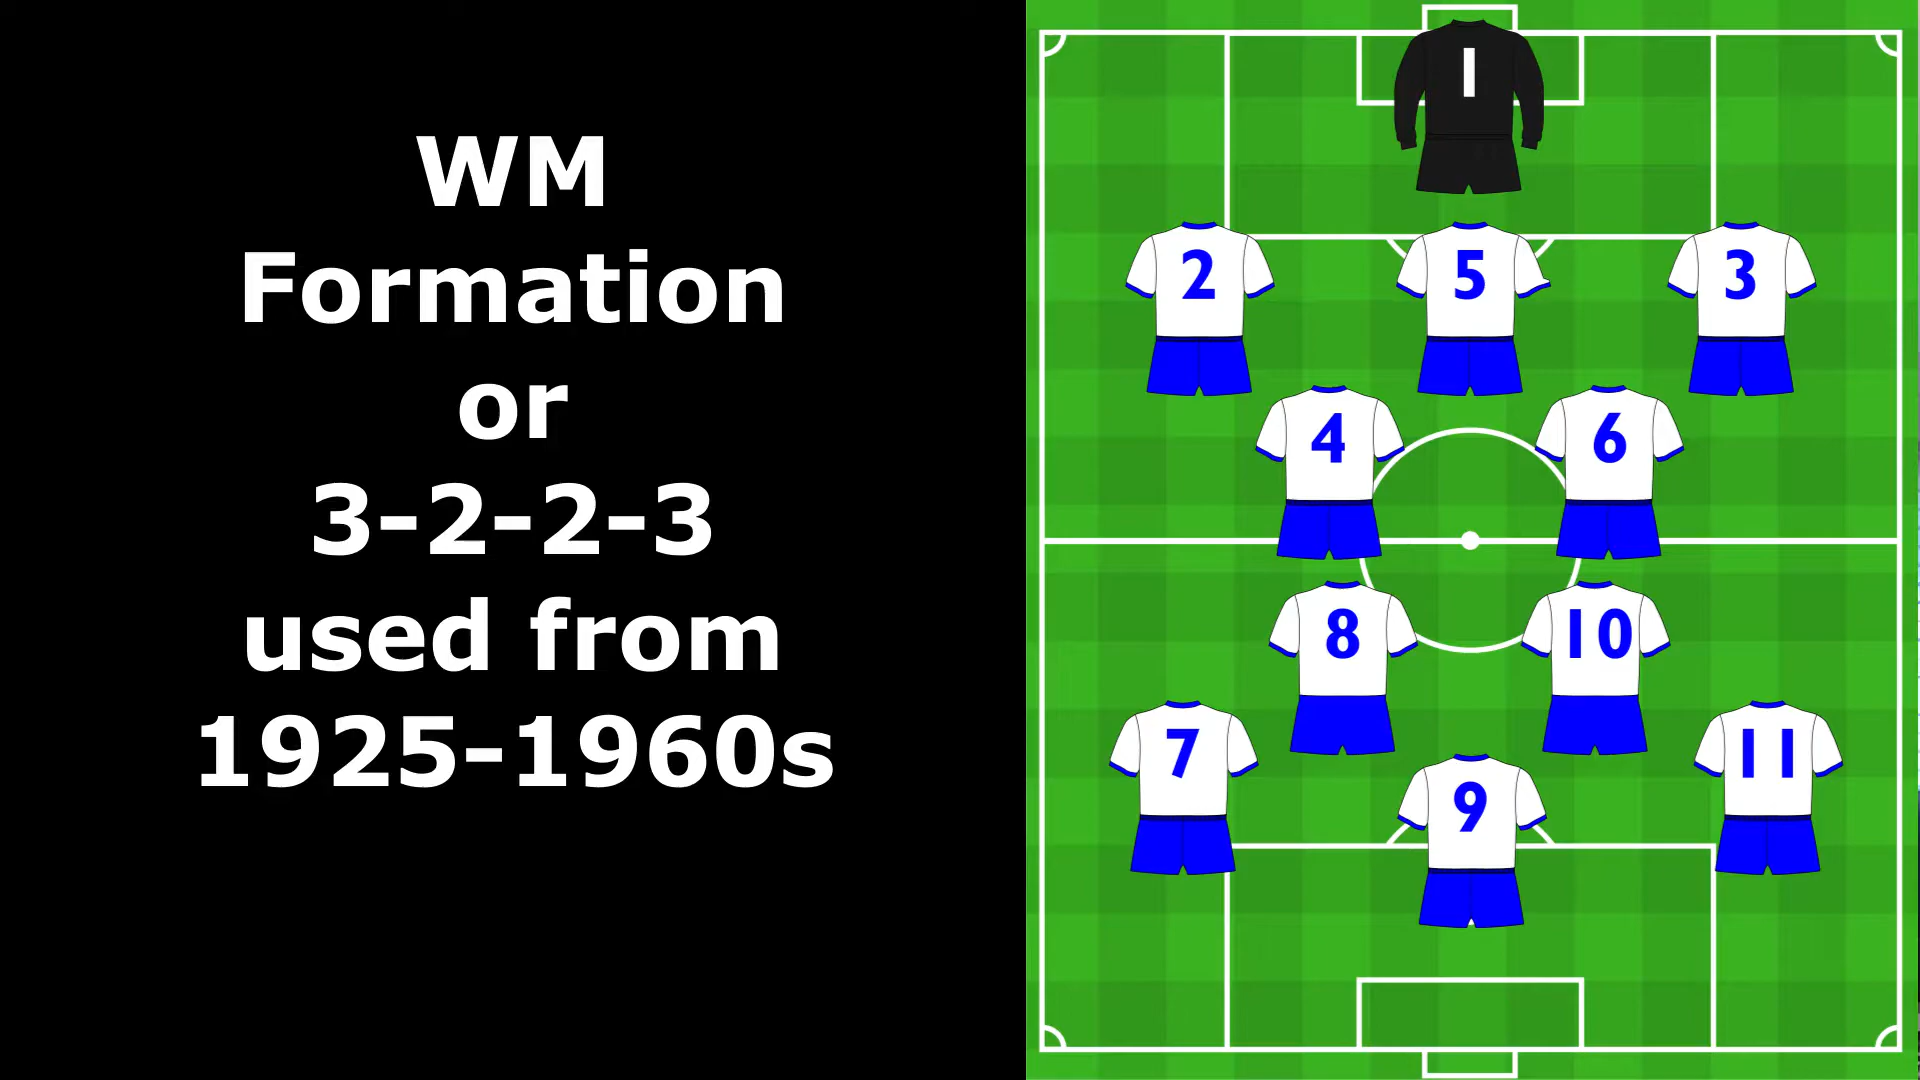 WM
Formation
or
3-2-2-3
used from
1925-1960s
1
2 5 3
4 6
8 10
7 11
9